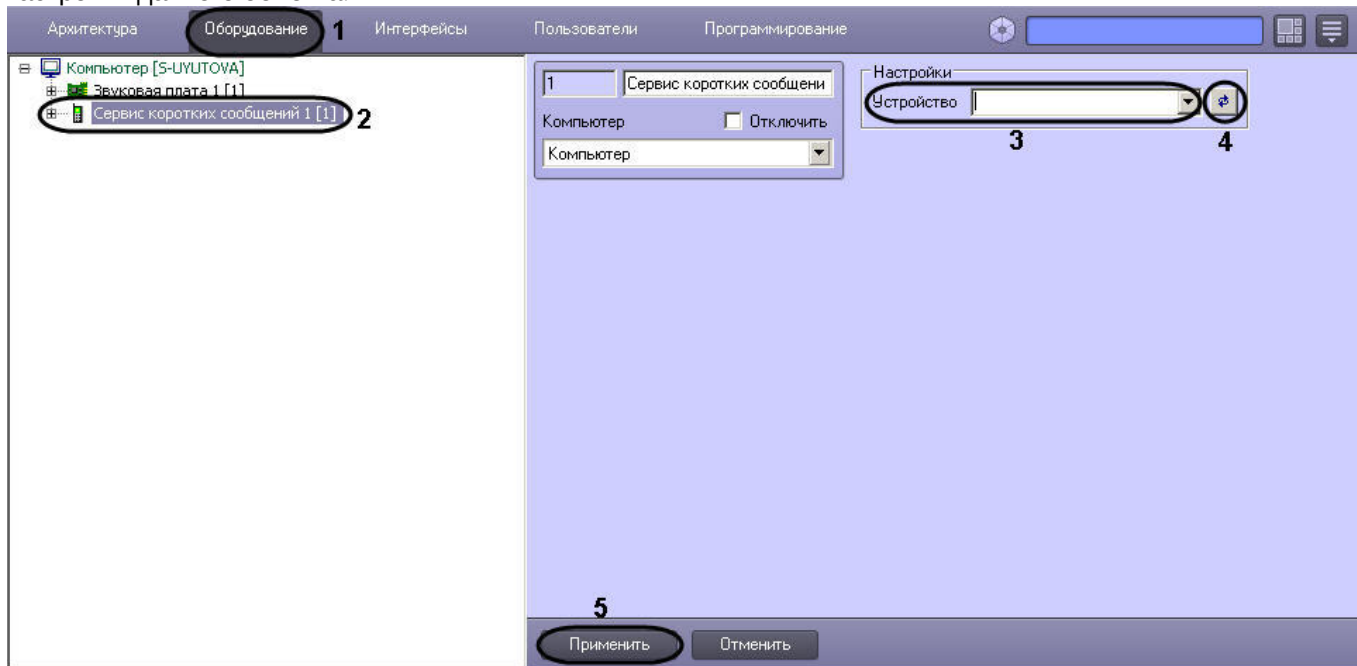 Архитектура Оборудование 1 Интерфейсы Пользователи Программирование
Компьютер [S-UYUTOVA]
Звуковая плата 1 [1]
Сервис коротких сообщений 1 [1] 2
1 Сервис коротких сообщени
Компьютер Отключить
Компьютер
Настройки
Устройство
3 4
5
Применить Отменить